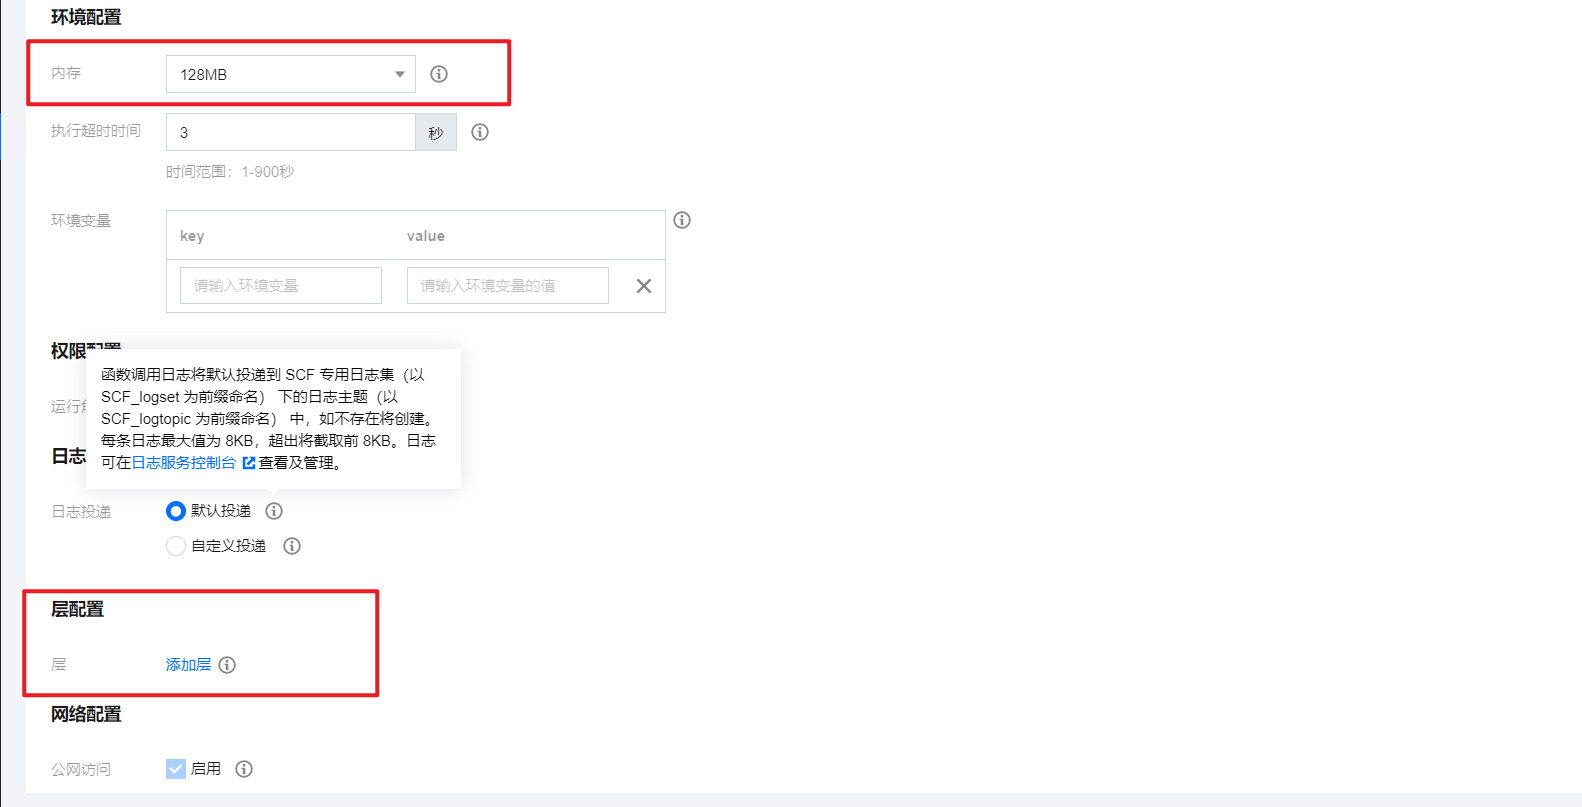 环境配置
内存
128MB
执行超时时间
3
秒
时间范围：1-900秒
环境变量
key
value
请输入环境变量
请输入环境变量的值
权限配置
函数调用日志将默认投递到 SCF 专用日志集（以
SCF_logset 为前缀命名） 下的日志主题（以
SCF_logtopic 为前缀命名） 中，如不存在将创建。
每条日志最大值为 8KB，超出将截取前 8KB。日志
可在日志服务控制台 查看及管理。
运行
日志
日志投递
默认投递
自定义投递
层配置
层
添加层
网络配置
公网访问
启用